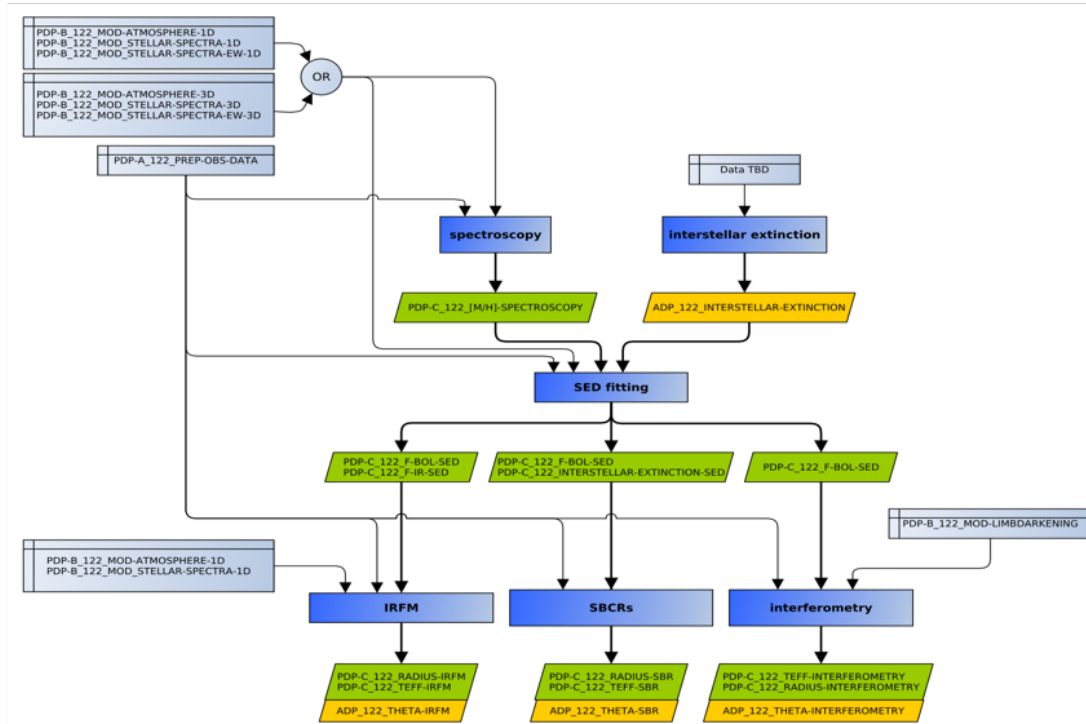 PDP-B_122_MOD-ATMOSPHERE-1D
PDP-B_122_MOD_STELLAR-SPECTRA-1D
PDP-B_122_MOD_STELLAR-SPECTRA-EW-1D
OR
PDP-B_122_MOD-ATMOSPHERE-3D
PDP-B_122_MOD_STELLAR-SPECTRA-3D
PDP-B_122_MOD_STELLAR-SPECTRA-EW-3D
PDP-A_122_PREP-OBS-DATA
Data TBD
spectroscopy
interstellar extinction
PDP-C_122_[M/H]-SPECTROSCOPY
ADP_122_INTERSTELLAR-EXTINCTION
SED fitting
PDP-C_122_F-BOL-SED
PDP-C_122_F-IR-SED
PDP-C_122_F-BOL-SED
PDP-C_122_INTERSTELLAR-EXTINCTION-SED
PDP-C_122_F-BOL-SED
PDP-B_122_MOD-LIMBDARKENING
PDP-B_122_MOD-ATMOSPHERE-1D
PDP-B_122_MOD_STELLAR-SPECTRA-1D
IRFM
SBCRs
interferometry
PDP-C_122_RADIUS-IRFM
PDP-C_122_TEFF-IRFM
ADP_122_THETA-IRFM
PDP-C_122_RADIUS-SBR
PDP-C_122_TEFF-SBR
ADP_122_THETA-SBR
PDP-C_122_TEFF-INTERFEROMETRY
PDP-C_122_RADIUS-INTERFEROMETRY
ADP_122_THETA-INTERFEROMETRY